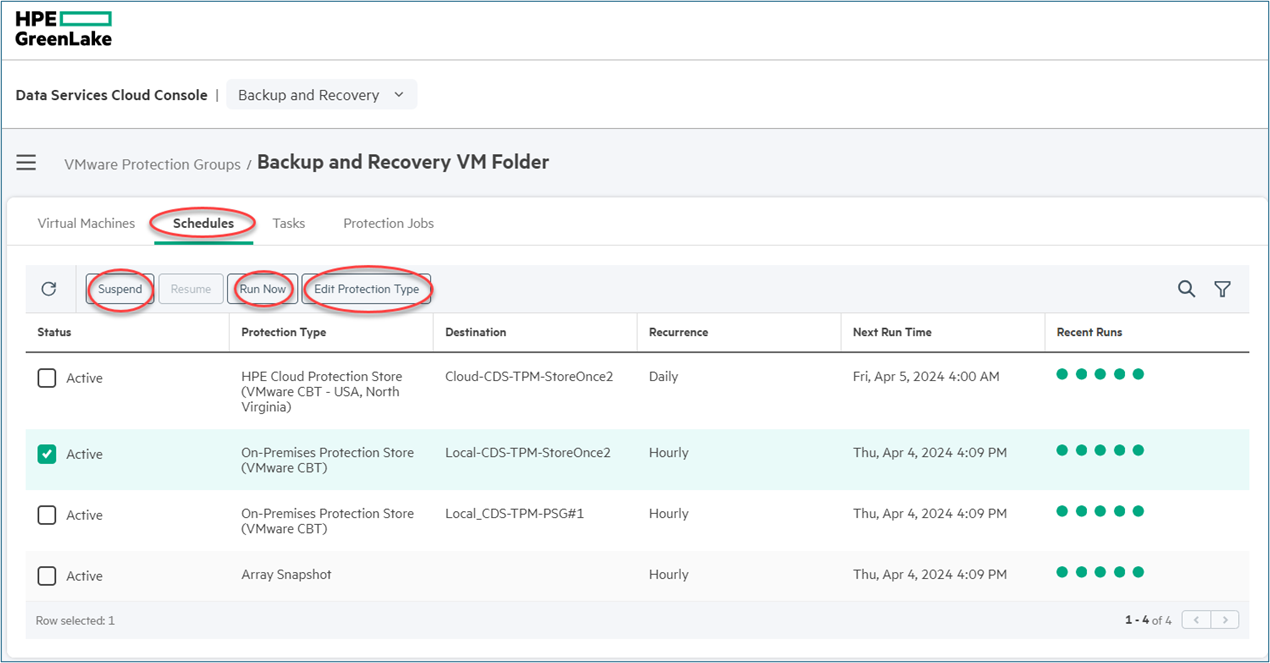 HPE
GreenLake
Data Services Cloud Console | Backup and Recovery
VMware Protection Groups / Backup and Recovery VM Folder
Virtual Machines Schedules Tasks Protection Jobs
Suspend Resume Run Now Edit Protection Type
Status Protection Type Destination Recurrence Next Run Time Recent Runs
Active HPE Cloud Protection Store Cloud-CDS-TPM-StoreOnce2 Daily Fri, Apr 5, 2024 4:00 AM
(VMware CBT - USA, North
Virginia)
Active On-Premises Protection Store Local-CDS-TPM-StoreOnce2 Hourly Thu, Apr 4, 2024 4:09 PM
(VMware CBT)
Active On-Premises Protection Store Local_CDS-TPM-PSG#1 Hourly Thu, Apr 4, 2024 4:09 PM
(VMware CBT)
Active Array Snapshot Hourly Thu, Apr 4, 2024 4:09 PM
Row selected: 1 1 - 4 of 4